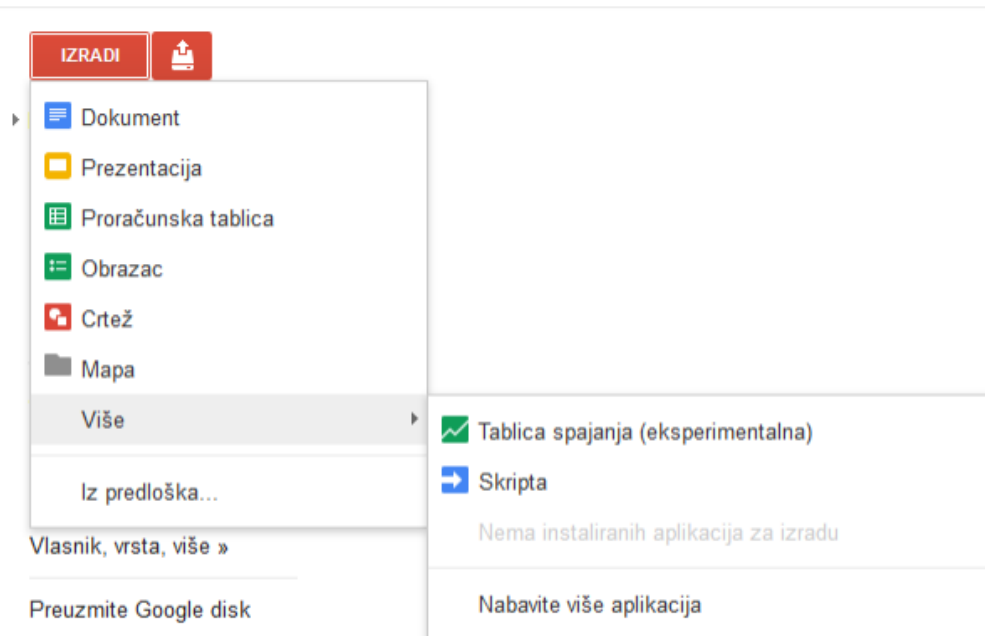 IZRADI
Dokument
Prezentacija
Proračunska tablica
Obrazac
Crtež
Mapa
Više
Iz predloška...
Vlasnik, vrsta, više »
Preuzmite Google disk
Tablica spajanja (eksperimentalna)
Skripta
Nema instaliranih aplikacija za izradu
Nabavite više aplikacija